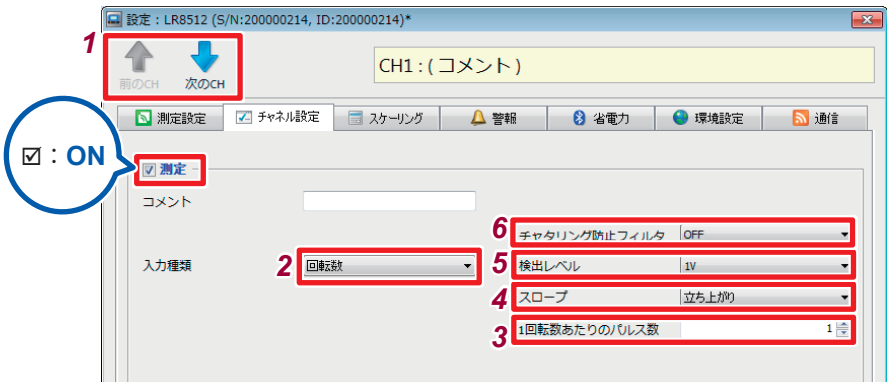 設定：LR8512 (S/N:200000214, ID:200000214)*
1
前のCH 次のCH
CH1 : ( コメント )
測定設定 チャネル設定 スケーリング 警報 省電力 環境設定 通信
☑：ON
測定
コメント
6 チャタリング防止フィルタ OFF
入力種類 2 回転数 5 検出レベル 1V
4 スロープ 立ち上がり
3 1回転数あたりのパルス数 1